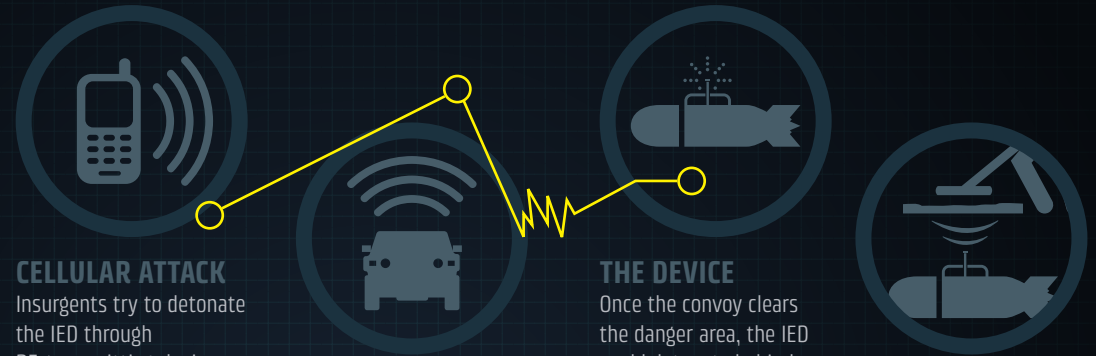 CELLULAR ATTACK
Insurgents try to detonate
the IED through
THE DEVICE
Once the convoy clears
the danger area, the IED